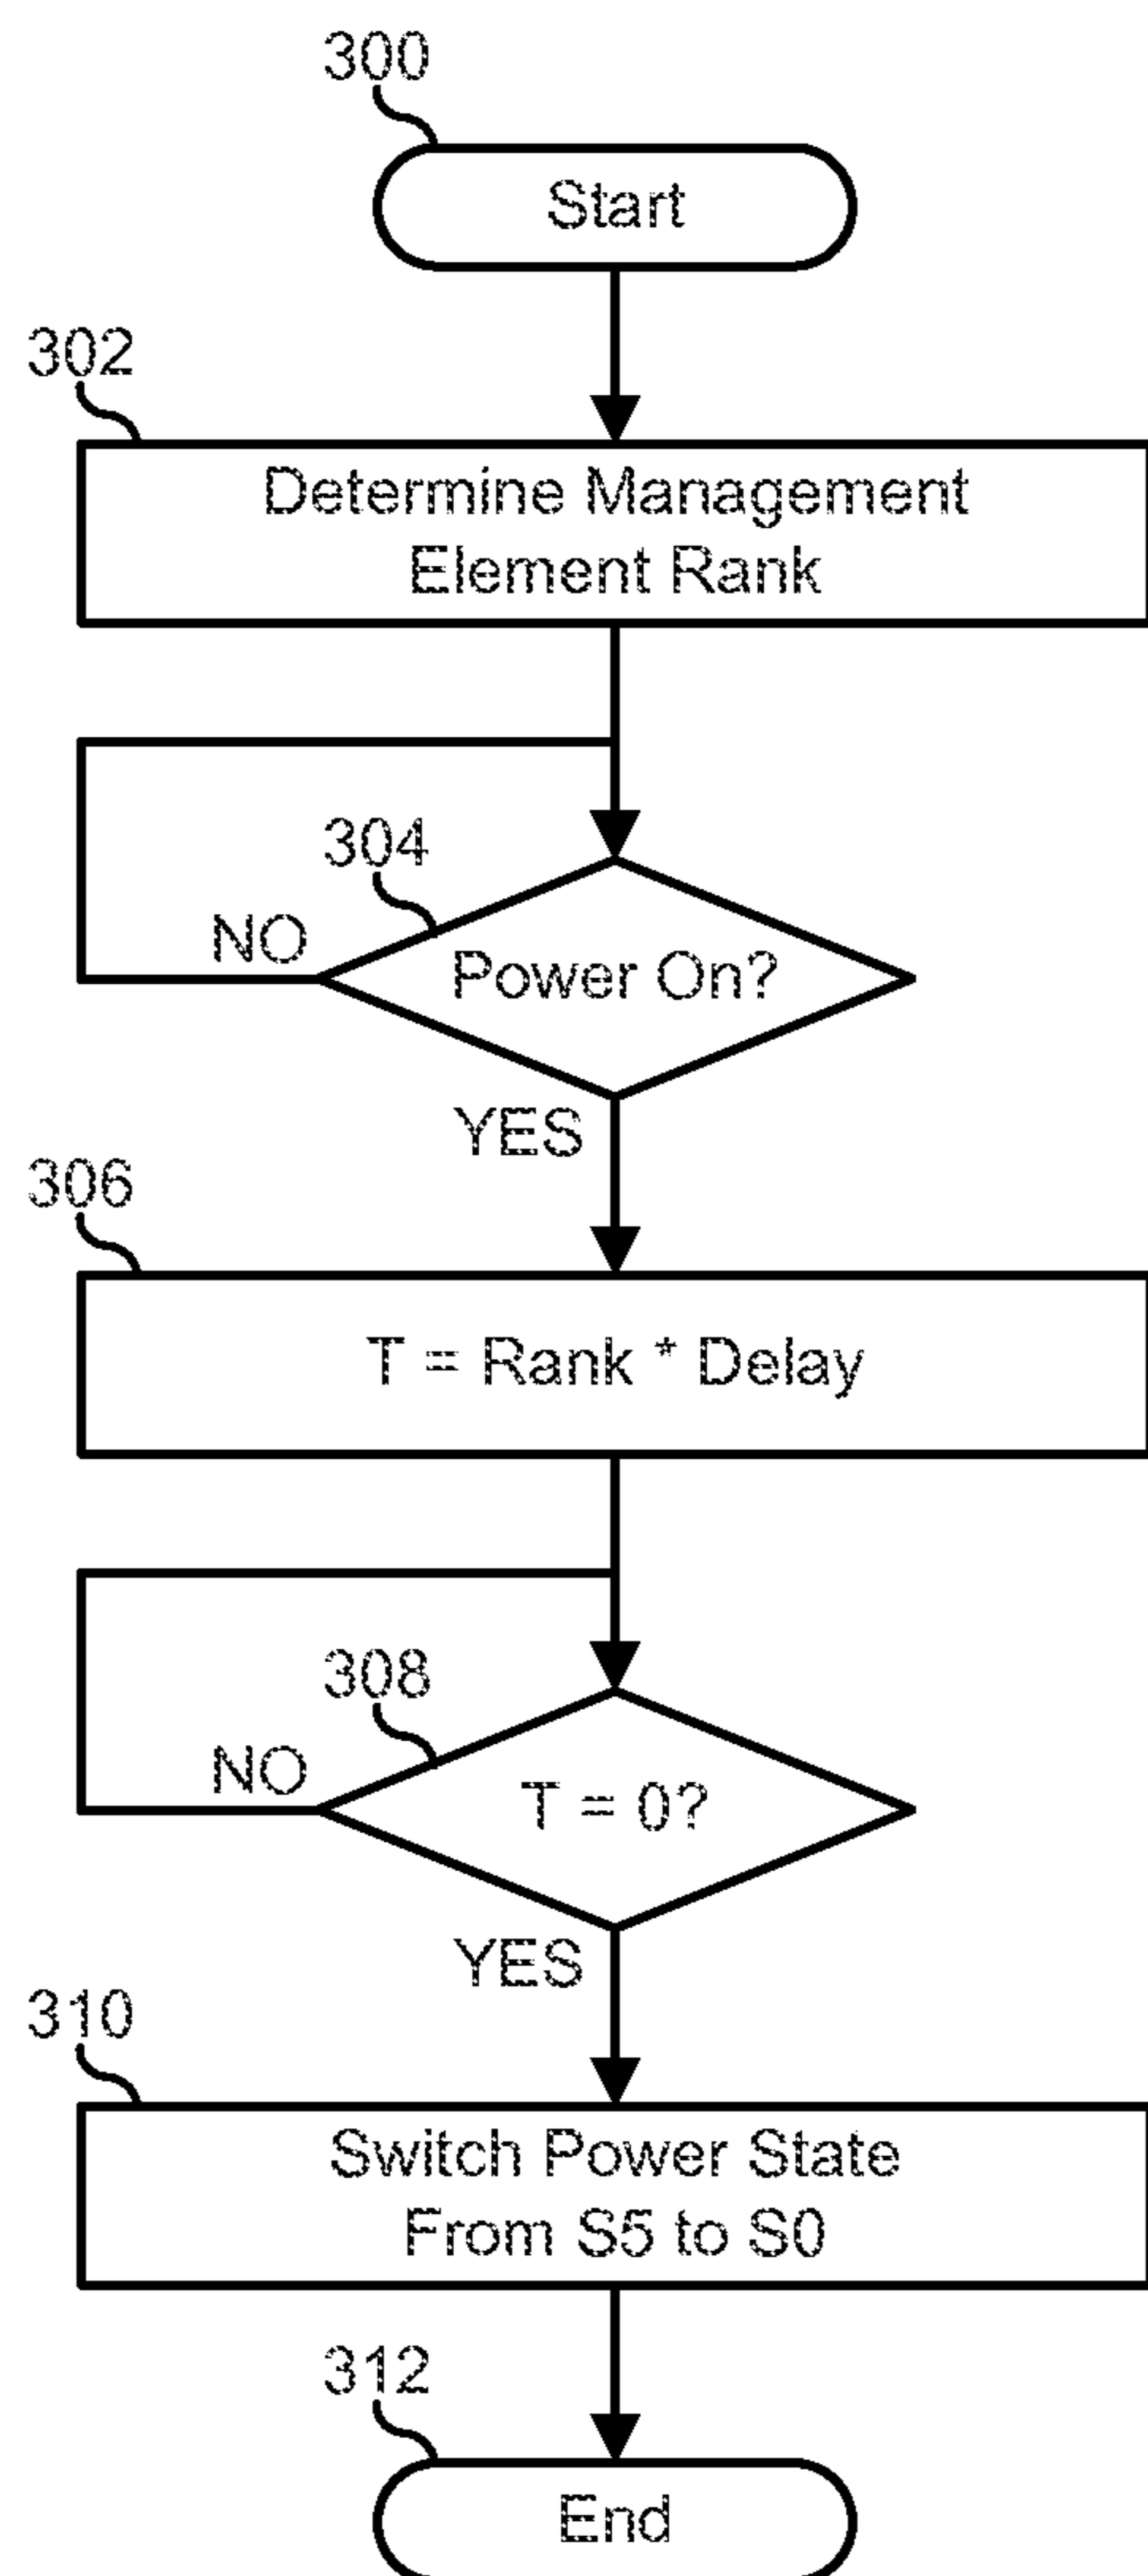 300
Start
302
Determine Management
Element Rank
304
NO
Power On?
YES
306
T = Rank * Delay
308
NO
T = 0?
YES
310
Switch Power State
From S5 to S0
312
End